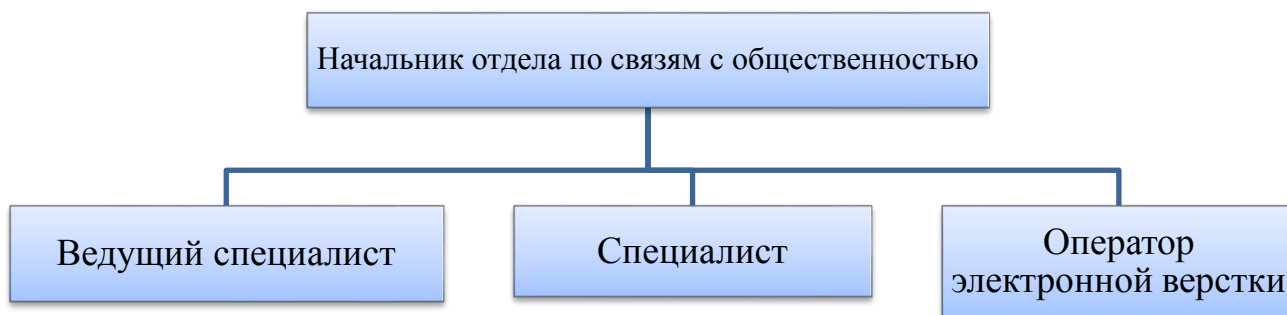 Начальник отдела по связям с общественностью
Ведущий специалист
Специалист
Оператор
электронной верстки